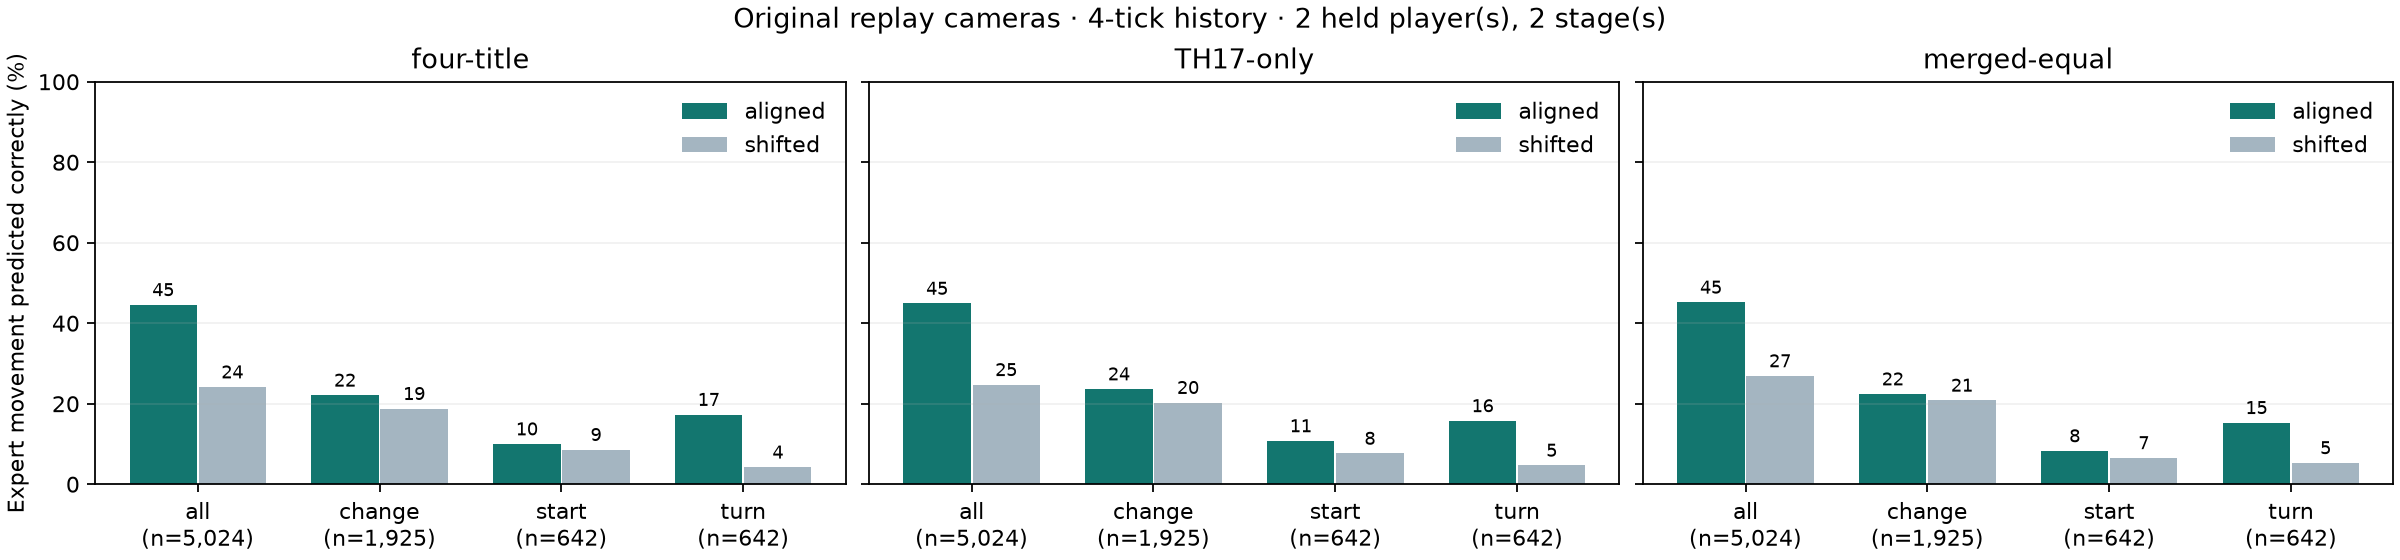 Original replay cameras · 4-tick history · 2 held player(s), 2 stage(s)
four-title
Expert movement predicted correctly (%)
100
80
60
40
20
0
aligned
shifted
45
24
22
19
10
9
17
4
all
(n=5,024)
change
(n=1,925)
start
(n=642)
turn
(n=642)
TH17-only
aligned
shifted
45
25
24
20
11
8
16
5
all
(n=5,024)
change
(n=1,925)
start
(n=642)
turn
(n=642)
merged-equal
aligned
shifted
45
27
22
21
8
7
15
5
all
(n=5,024)
change
(n=1,925)
start
(n=642)
turn
(n=642)